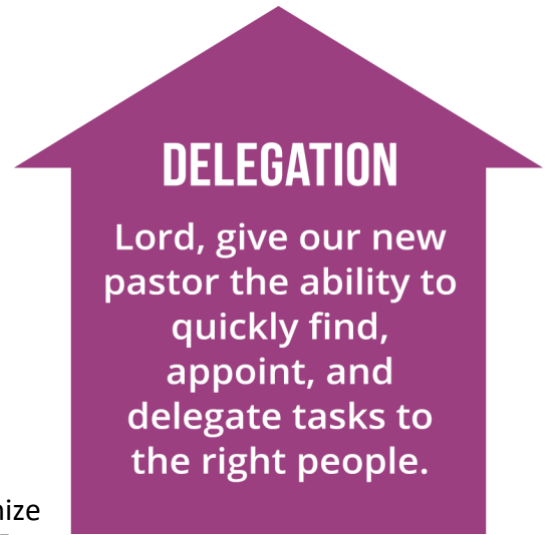 DELEGATION
Lord, give our new
pastor the ability to
quickly find,
appoint, and
delegate tasks to
the right people.
nize